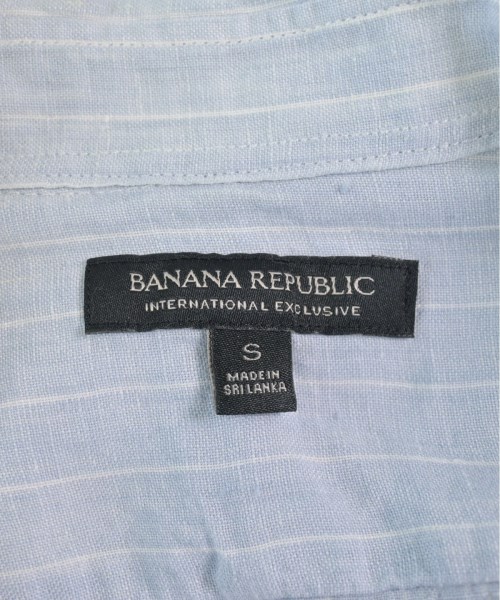 BANANA REPUBLIC
INTERNATIONAL EXCLUSIVE
S
MADE IN
SRI LANKA